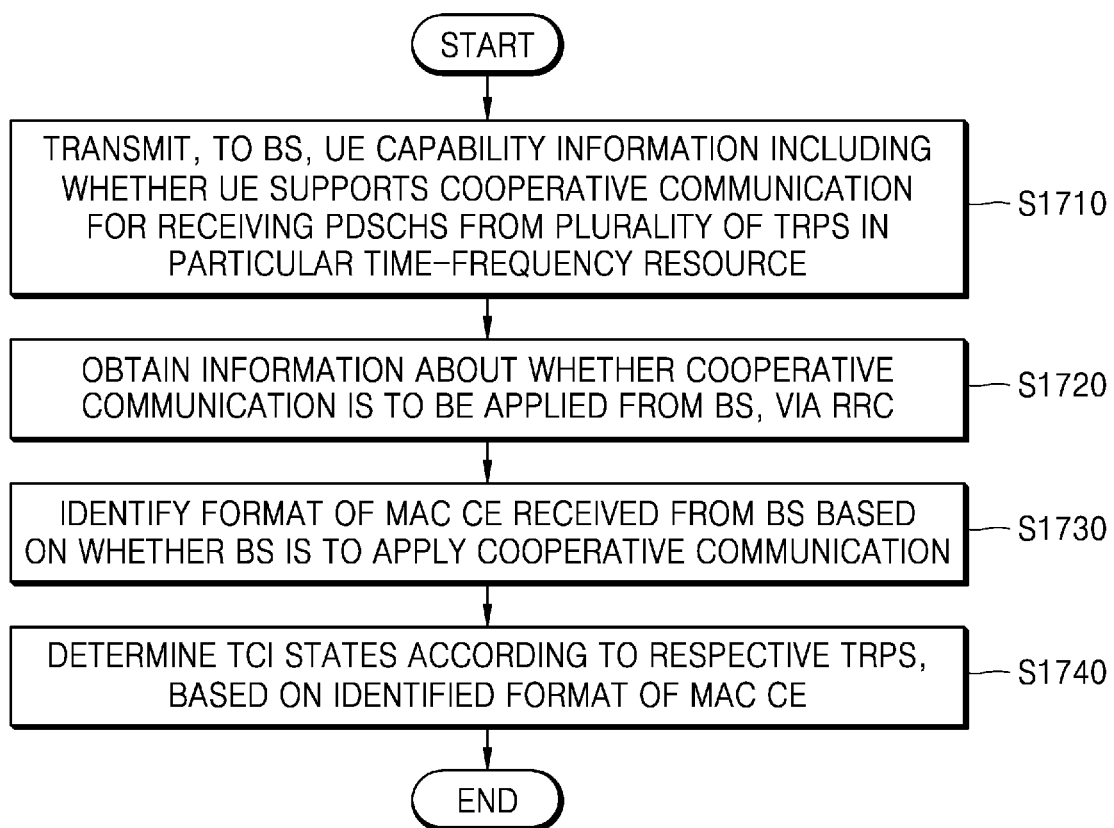 START
TRANSMIT, TO BS, UE CAPABILITY INFORMATION INCLUDING
WHETHER UE SUPPORTS COOPERATIVE COMMUNICATION
FOR RECEIVING PDSCHS FROM PLURALITY OF TRPS IN
PARTICULAR TIME-FREQUENCY RESOURCE
S1710
OBTAIN INFORMATION ABOUT WHETHER COOPERATIVE
COMMUNICATION IS TO BE APPLIED FROM BS, VIA RRC
S1720
IDENTIFY FORMAT OF MAC CE RECEIVED FROM BS BASED
ON WHETHER BS IS TO APPLY COOPERATIVE COMMUNICATION
S1730
DETERMINE TCI STATES ACCORDING TO RESPECTIVE TRPS,
BASED ON IDENTIFIED FORMAT OF MAC CE
S1740
END